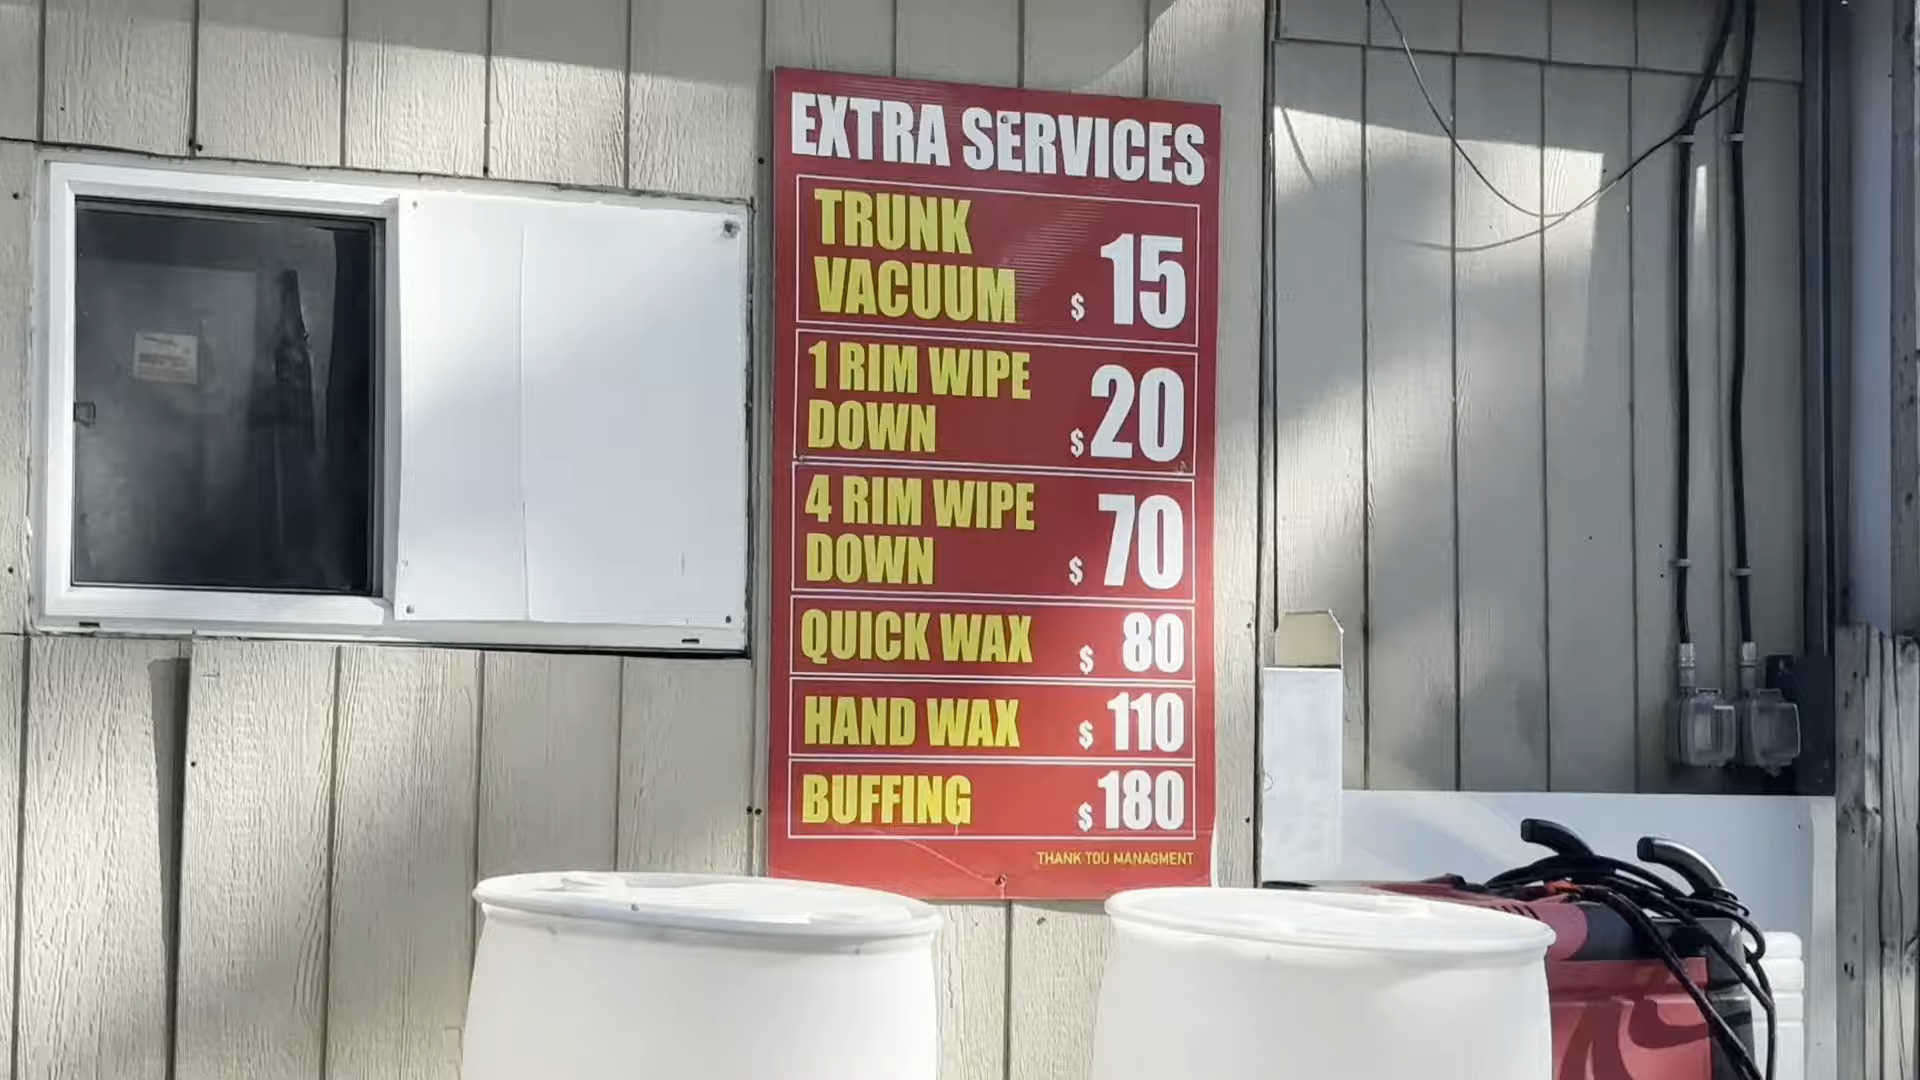 EXTRA SERVICES
TRUNK
VACUUM $ 15
1 RIM WIPE
DOWN $ 20
4 RIM WIPE
DOWN $ 70
QUICK WAX $ 80
HAND WAX $ 110
BUFFING $ 180
THANK TOU MANAGMENT